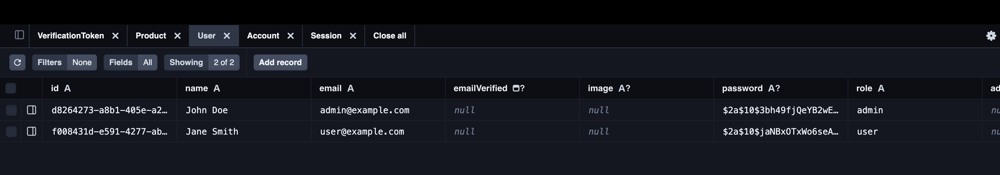 VerificationToken Product User Account Session Close all
Filters None Fields All Showing 2 of 2 Add record
id A name A email A emailVerified ? image A? password A? role A ad
d8264273-a8b1-405e-a2… John Doe admin@example.com null null $2a$10$3bh49fjQeYB2wE… admin nu
f008431d-e591-4277-ab… Jane Smith user@example.com null null $2a$10$jaNBxOTxWo6seA… user nu